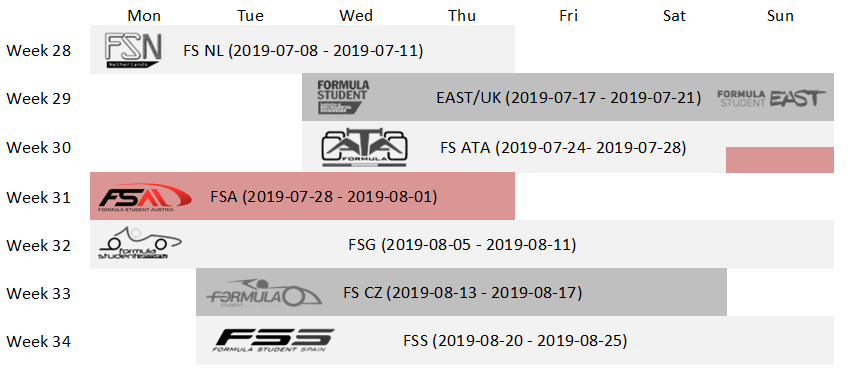 Mon Tue Wed Thu Fri Sat Sun
Week 28 FSN Netherlands FS NL (2019-07-08 - 2019-07-11)
Week 29 FORMULA STUDENT EAST/UK (2019-07-17 - 2019-07-21) FORMULA STUDENT EAST
Week 30 ATA FORMULA FS ATA (2019-07-24- 2019-07-28)
Week 31 FSA FORMULA STUDENT AUSTRIA FSA (2019-07-28 - 2019-08-01)
Week 32 formula student FSG (2019-08-05 - 2019-08-11)
Week 33 FORMULA STUDENT FS CZ (2019-08-13 - 2019-08-17)
Week 34 FSS FORMULA STUDENT SPAIN FSS (2019-08-20 - 2019-08-25)